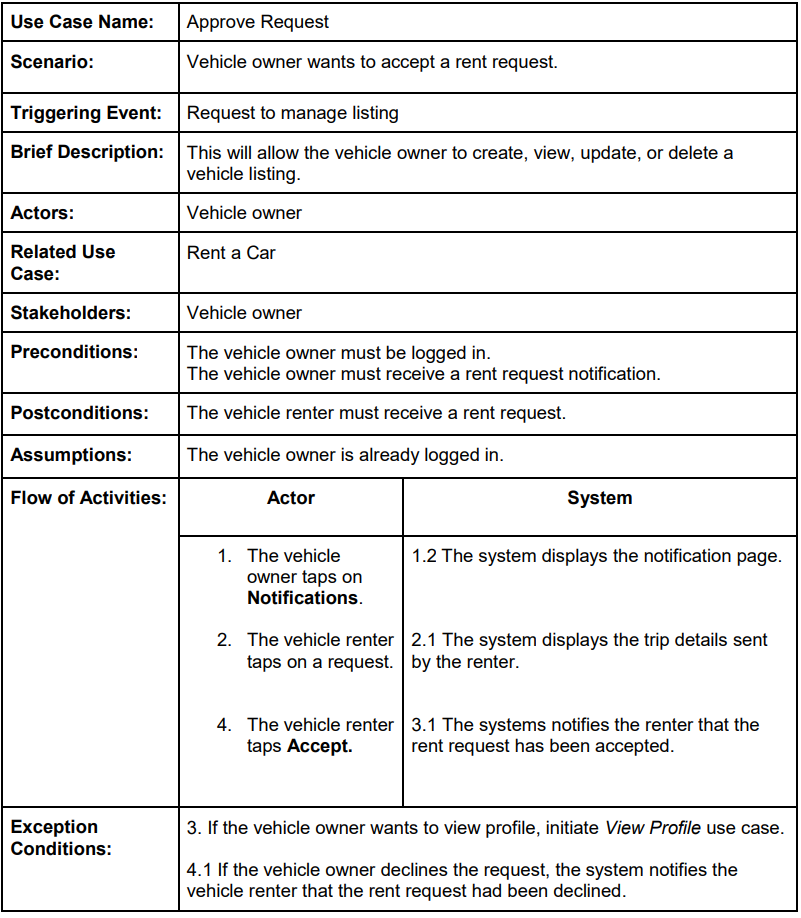 Use Case Name: Approve Request
Scenario: Vehicle owner wants to accept a rent request.
Triggering Event: Request to manage listing
Brief Description: This will allow the vehicle owner to create, view, update, or delete a
vehicle listing.
Actors: Vehicle owner
Related Use Rent a Car
Case:
Stakeholders: Vehicle owner
Preconditions: The vehicle owner must be logged in.
The vehicle owner must receive a rent request notification.
Postconditions: The vehicle renter must receive a rent request.
Assumptions: The vehicle owner is already logged in.
Flow of Activities: Actor System
1. The vehicle 1.2 The system displays the notification page.
owner taps on
Notifications.
2. The vehicle renter 2.1 The system displays the trip details sent
taps on a request. by the renter.
4. The vehicle renter 3.1 The systems notifies the renter that the
taps Accept. rent request has been accepted.
Exception 3. If the vehicle owner wants to view profile, initiate View Profile use case.
Conditions:
4.1 If the vehicle owner declines the request, the system notifies the
vehicle renter that the rent request had been declined.